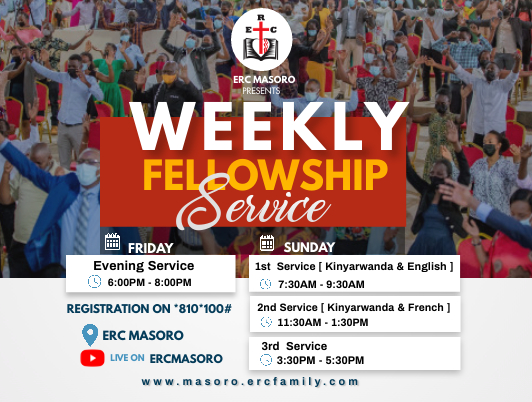 R
E C
ERC MASORO
PRESENTS
WEEKLY
FELLOWSHIP
Service
FRIDAY
Evening Service
6:00PM - 8:00PM
REGISTRATION ON *810*100#
ERC MASORO
LIVE ON ERCMASORO
SUNDAY
1st Service [ Kinyarwanda & English ]
7:30AM - 9:30AM
2nd Service [ Kinyarwanda & French ]
11:30AM - 1:30PM
3rd Service
3:30PM - 5:30PM
www.masoro.ercfamily.com